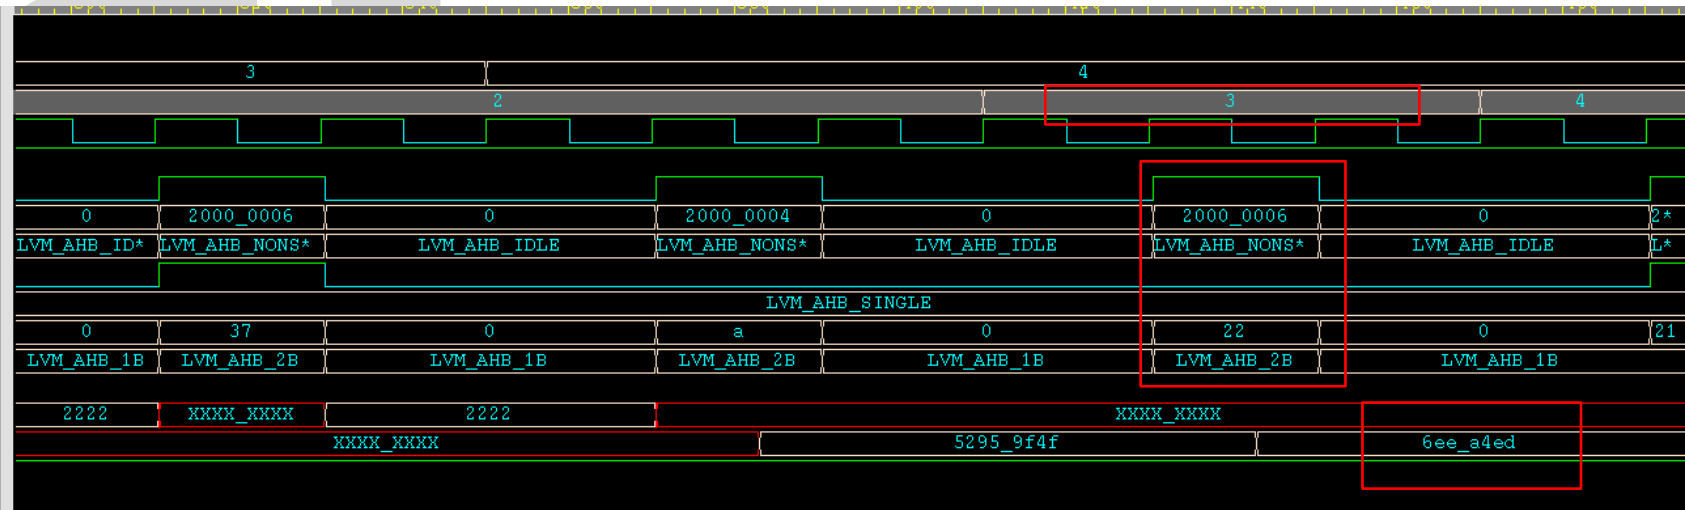 3 4
2 3 4
0 2000_0006 0 2000_0004 0 2000_0006 0 2*
LVM_AHB_ID* LVM_AHB_NONS* LVM_AHB_IDLE LVM_AHB_NONS* LVM_AHB_IDLE LVM_AHB_NONS* LVM_AHB_IDLE L*
LVM_AHB_SINGLE
0 37 0 a 0 22 0 21
LVM_AHB_1B LVM_AHB_2B LVM_AHB_1B LVM_AHB_2B LVM_AHB_1B LVM_AHB_2B LVM_AHB_1B
2222 XXXX_XXXX 2222 XXXX_XXXX
XXXX_XXXX 5295_9f4f 6ee_a4ed